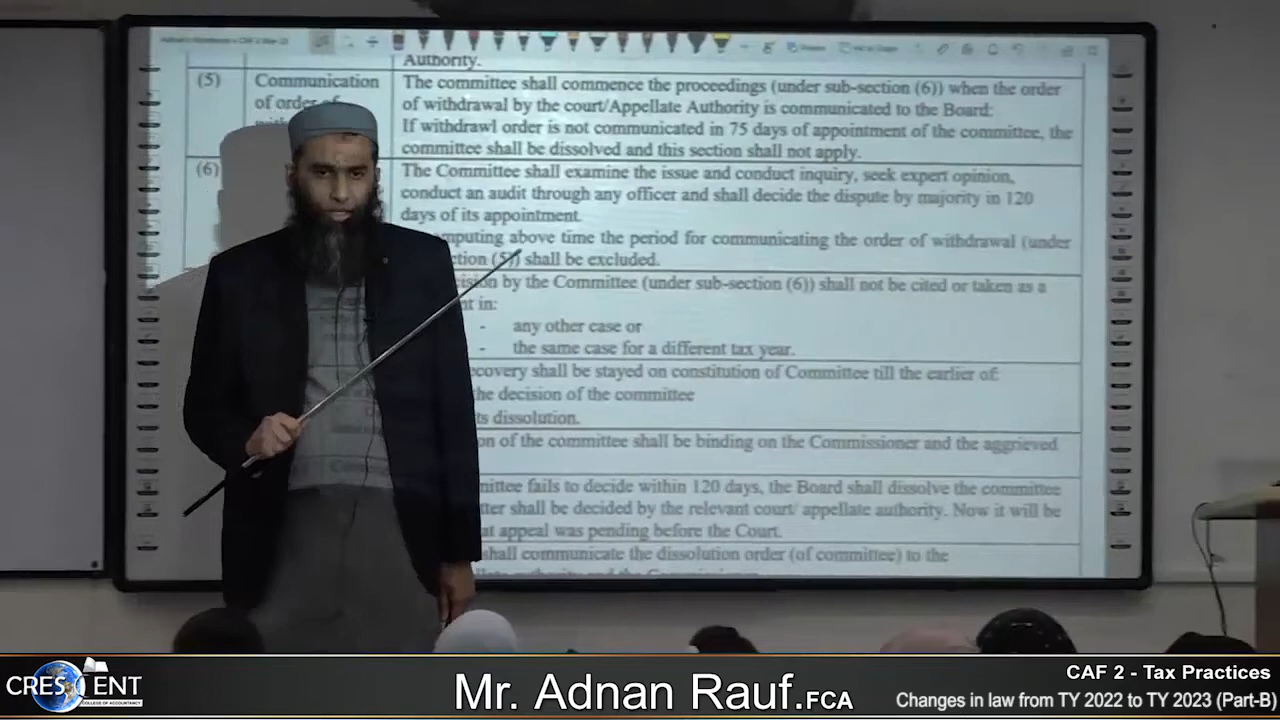 Authority.
(5) Communication The committee shall commence the proceedings (under sub-section (6)) when the order
of order of of withdrawal by the court/Appellate Authority is communicated to the Board:
If withdrawl order is not communicated in 75 days of appointment of the committee, the
committee shall be dissolved and this section shall not apply.
(6) The Committee shall examine the issue and conduct inquiry, seek expert opinion,
conduct an audit through any officer and shall decide the dispute by majority in 120
days of its appointment.
mputing above time the period for communicating the order of withdrawal (under
ction (5)) shall be excluded.
ision by the Committee (under sub-section (6)) shall not be cited or taken as a
nt in:
- any other case or
- the same case for a different tax year.
covery shall be stayed on constitution of Committee till the earlier of:
he decision of the committee
ts dissolution.
on of the committee shall be binding on the Commissioner and the aggrieved
mittee fails to decide within 120 days, the Board shall dissolve the committee
tter shall be decided by the relevant court/ appellate authority. Now it will be
at appeal was pending before the Court.
shall communicate the dissolution order (of committee) to the
CRESCENT
COLLEGE OF ACCOUNTANCY
Mr. Adnan Rauf.FCA
CAF 2 - Tax Practices
Changes in law from TY 2022 to TY 2023 (Part-B)